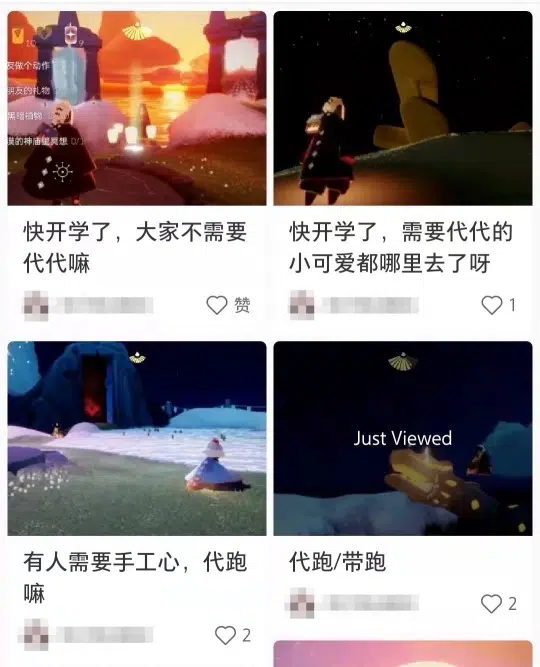 10
9
友做个动作
朋友的礼物
黑暗植物
漠的神庙里冥想 0/1
快开学了，大家不需要
代代嘛
赞
快开学了，需要代代的
小可爱都哪里去了呀
1
有人需要手工心，代跑
嘛
2
Just Viewed
代跑/带跑
2